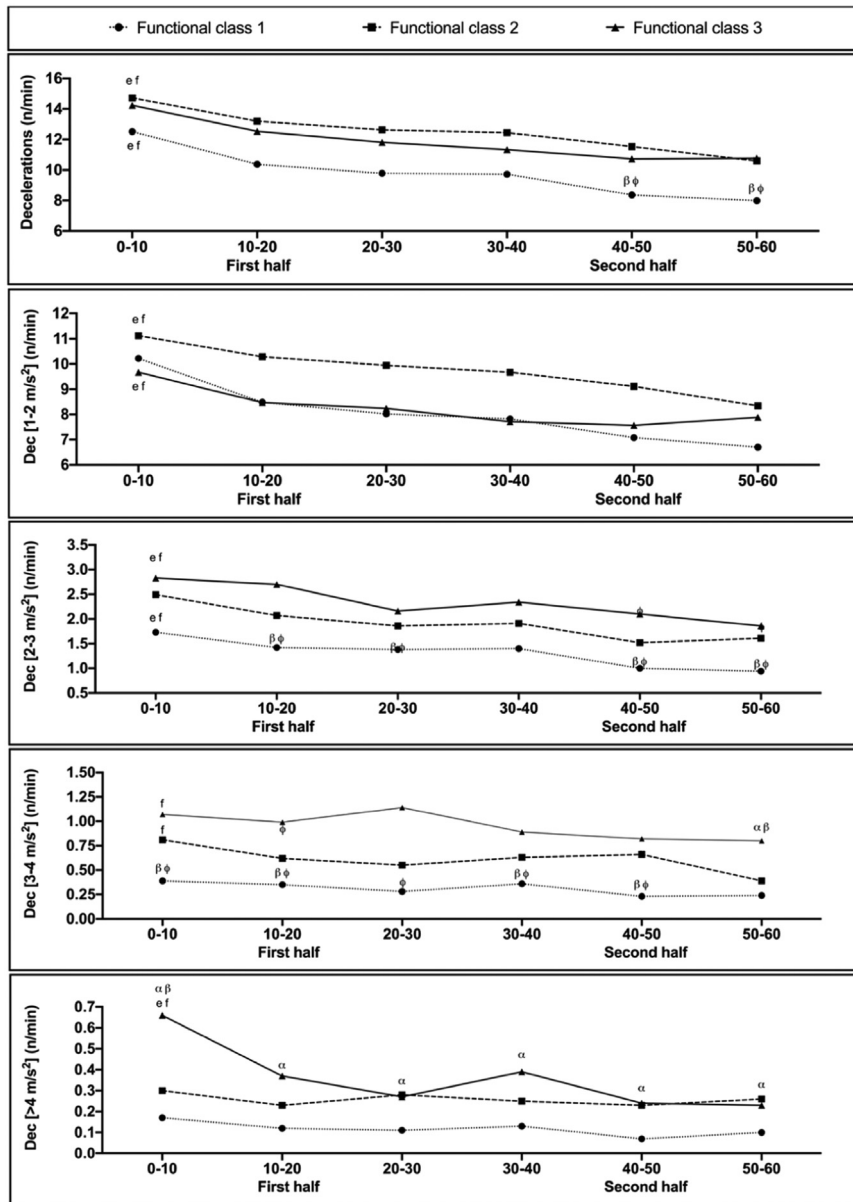 Functional class 1 Functional class 2 Functional class 3
Decelerations (n/min)
16
e f
14
12
e f
10
β ϕ β ϕ
8
6
0-10 10-20 20-30 30-40 40-50 50-60
First half Second half
Dec [1-2 m/s²] (n/min)
12
e f
11
10
9
e f
8
7
6
0-10 10-20 20-30 30-40 40-50 50-60
First half Second half
Dec [2-3 m/s²] (n/min)
3.5
e f
3.0
2.5
e f
2.0
ϕ
1.5
β ϕ β ϕ
1.0
β ϕ β ϕ
0.5
0-10 10-20 20-30 30-40 40-50 50-60
First half Second half
Dec [3-4 m/s²] (n/min)
1.50
1.25
f
1.00
ϕ α β
f
0.75
0.50
β ϕ β ϕ ϕ β ϕ β ϕ
0.25
0.00
0-10 10-20 20-30 30-40 40-50 50-60
First half Second half
Dec [>4 m/s²] (n/min)
α β
e f
0.7
0.6
0.5
α
0.4
α α α α
0.3
0.2
0.1
0.0
0-10 10-20 20-30 30-40 40-50 50-60
First half Second half